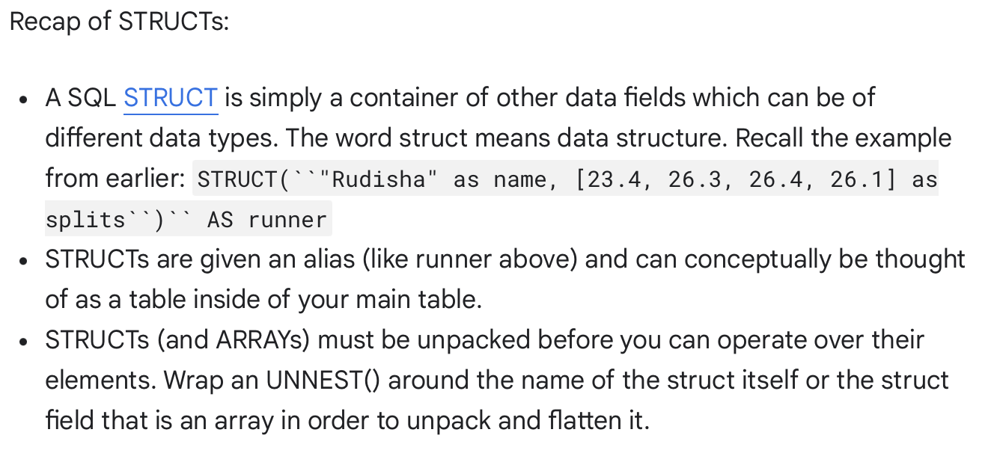 Recap of STRUCTs:
• A SQL STRUCT is simply a container of other data fields which can be of
different data types. The word struct means data structure. Recall the example
from earlier: STRUCT(``"Rudisha" as name, [23.4, 26.3, 26.4, 26.1] as
splits``)`` AS runner
• STRUCTs are given an alias (like runner above) and can conceptually be thought
of as a table inside of your main table.
• STRUCTs (and ARRAYs) must be unpacked before you can operate over their
elements. Wrap an UNNEST() around the name of the struct itself or the struct
field that is an array in order to unpack and flatten it.